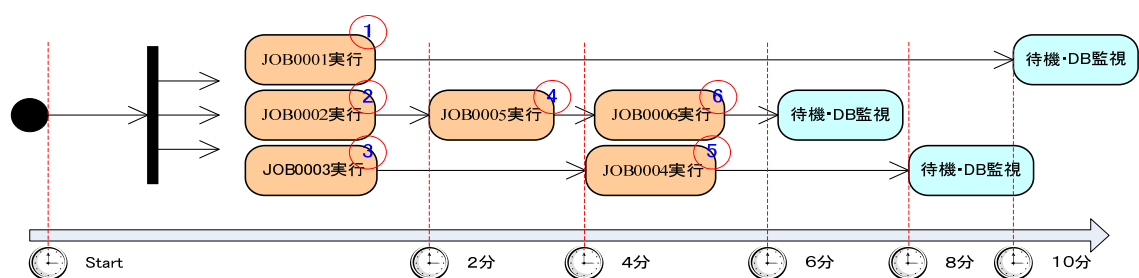 1
JOB0001実行
待機・DB監視
2
JOB0002実行
4
JOB0005実行
6
JOB0006実行
待機・DB監視
3
JOB0003実行
5
JOB0004実行
待機・DB監視
Start
2分
4分
6分
8分
10分